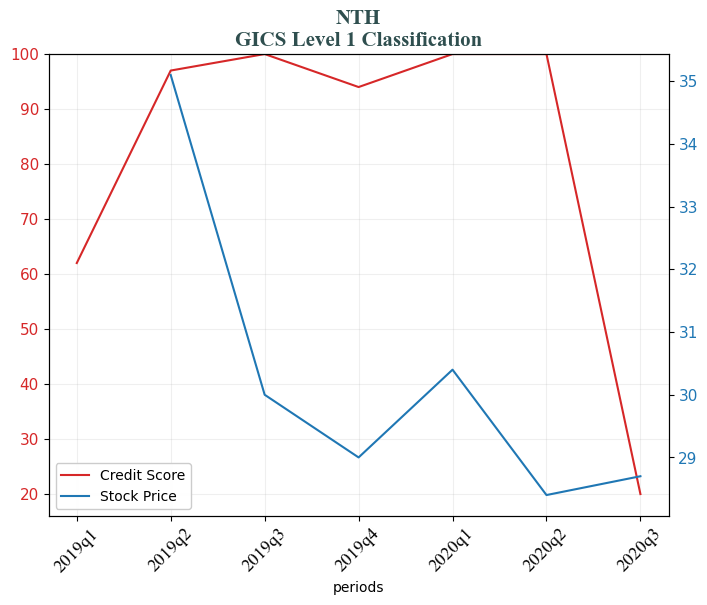 NTH
GICS Level 1 Classification
100
90
80
70
60
50
40
30
20
35
34
33
32
31
30
29
Credit Score
Stock Price
2019q1
2019q2
2019q3
2019q4
2020q1
2020q2
2020q3
periods